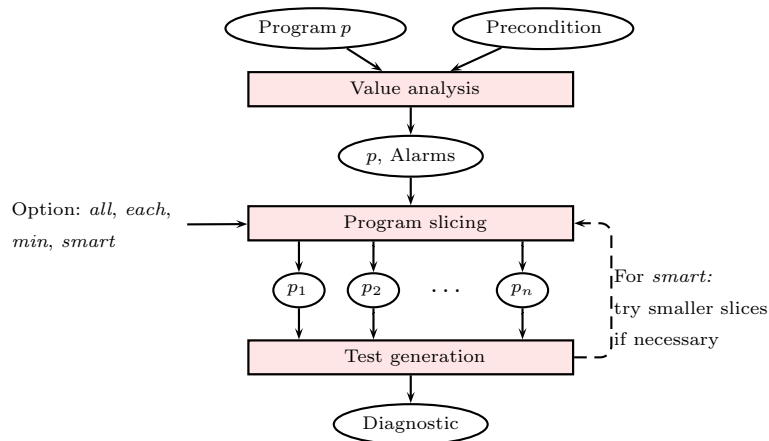 Program p
Precondition
Value analysis
p, Alarms
Option: all, each,
min, smart
Program slicing
p₁ p₂ ... pₙ
For smart:
try smaller slices
if necessary
Test generation
Diagnostic